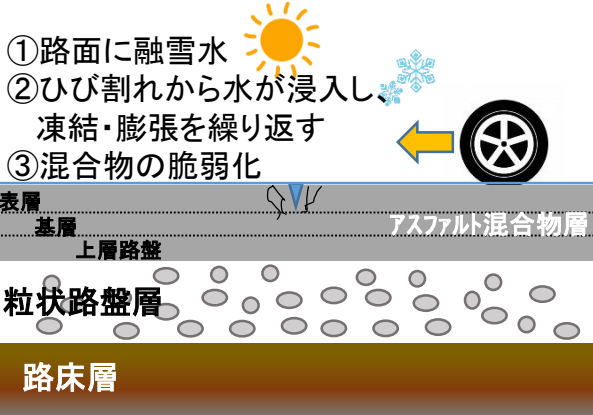 ①路面に融雪水
②ひび割れから水が浸入し、
凍結・膨張を繰り返す
③混合物の脆弱化
表層
基層
アスファルト混合物層
上層路盤
粒状路盤層
路床層